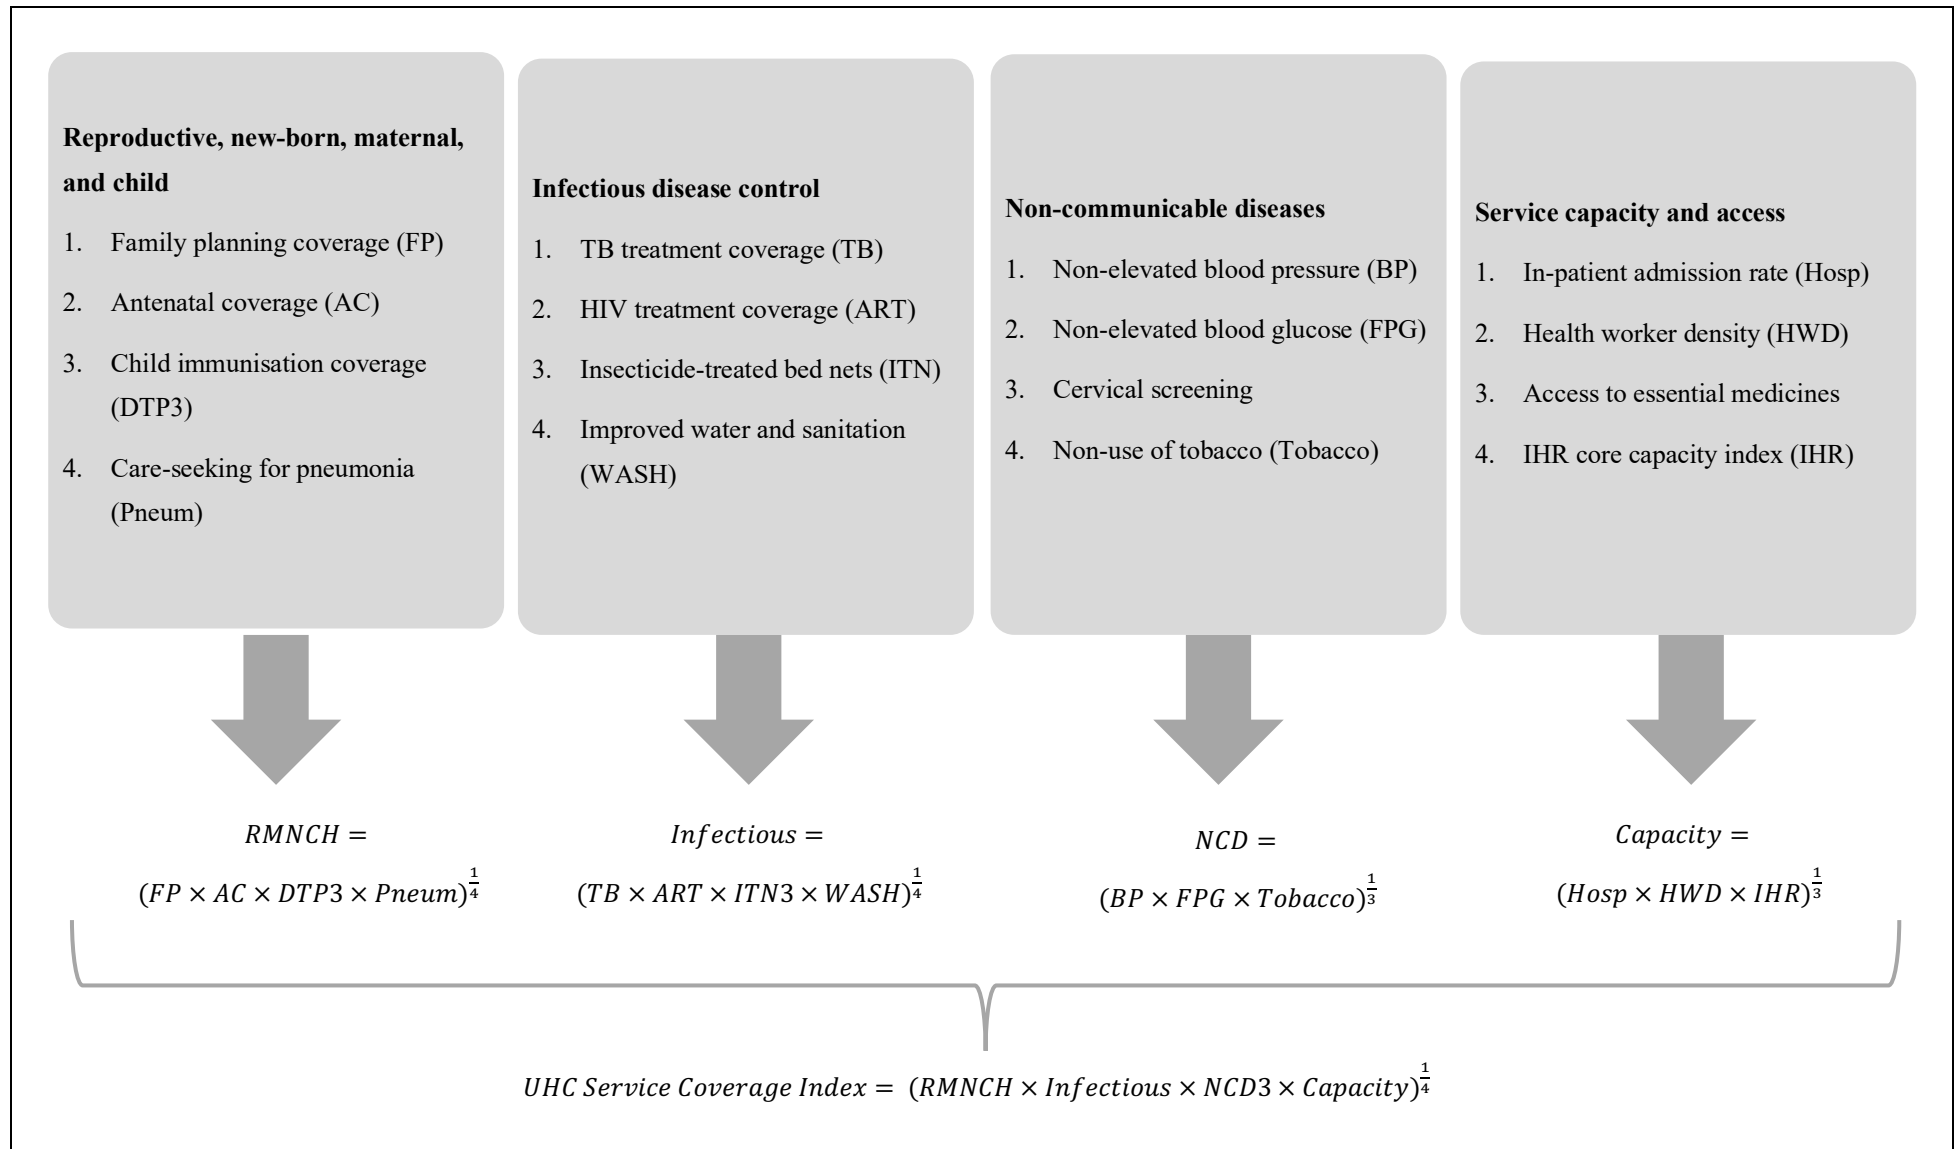 Reproductive, new-born, maternal,
and child
1. Family planning coverage (FP)
2. Antenatal coverage (AC)
3. Child immunisation coverage
(DTP3)
4. Care-seeking for pneumonia
(Pneum)
Infectious disease control
1. TB treatment coverage (TB)
2. HIV treatment coverage (ART)
3. Insecticide-treated bed nets (ITN)
4. Improved water and sanitation
(WASH)
Non-communicable diseases
1. Non-elevated blood pressure (BP)
2. Non-elevated blood glucose (FPG)
3. Cervical screening
4. Non-use of tobacco (Tobacco)
Service capacity and access
1. In-patient admission rate (Hosp)
2. Health worker density (HWD)
3. Access to essential medicines
4. IHR core capacity index (IHR)
RMNCH =
(FP × AC × DTP3 × Pneum)^{1/4}
Infectious =
(TB × ART × ITN3 × WASH)^{1/4}
NCD =
(BP × FPG × Tobacco)^{1/3}
Capacity =
(Hosp × HWD × IHR)^{1/3}
UHC Service Coverage Index = (RMNCH × Infectious × NCD3 × Capacity)^{1/4}